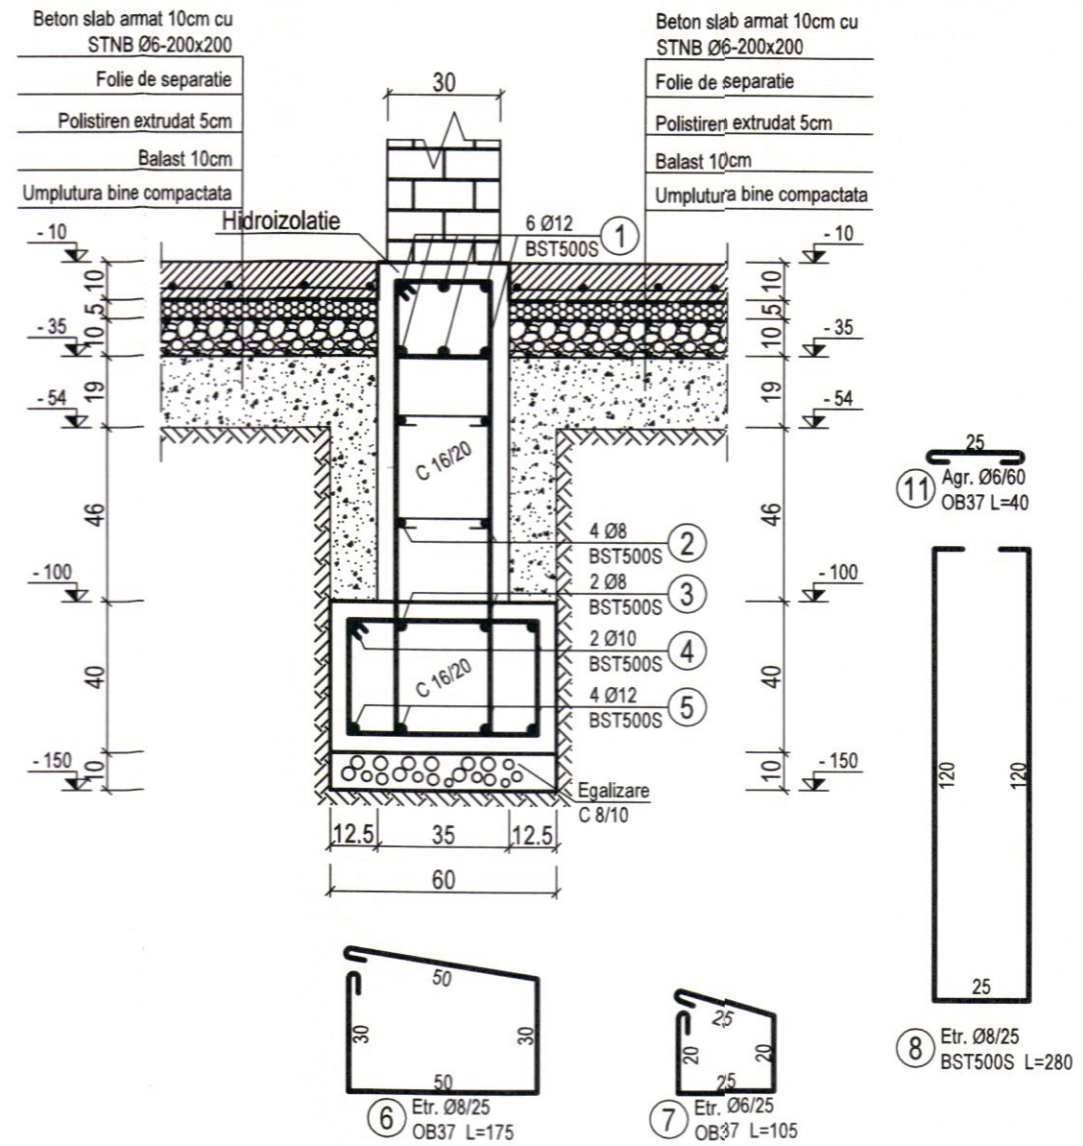 Beton slab armat 10cm cu
STNB Ø6-200x200
Folie de separatie
Polistiren extrudat 5cm
Balast 10cm
Umplutura bine compactata
Beton slab armat 10cm cu
STNB Ø6-200x200
Folie de separatie
Polistiren extrudat 5cm
Balast 10cm
Umplutura bine compactata
30
Hidroizolatie
6 Ø12
BST500S
1
- 10
- 35
- 54
- 100
- 150
10
5
10
19
46
40
10
- 10
- 35
- 54
- 100
- 150
10
5
10
19
46
40
10
C 16/20
4 Ø8
BST500S
2
2 Ø8
BST500S
3
2 Ø10
BST500S
4
C 16/20
4 Ø12
BST500S
5
Egalizare
C 8/10
12.5
35
12.5
60
25
11
Agr. Ø6/60
OB37 L=40
120
120
25
8
Etr. Ø8/25
BST500S L=280
50
30
30
50
6
Etr. Ø8/25
OB37 L=175
25
20
20
25
7
Etr. Ø6/25
OB37 L=105